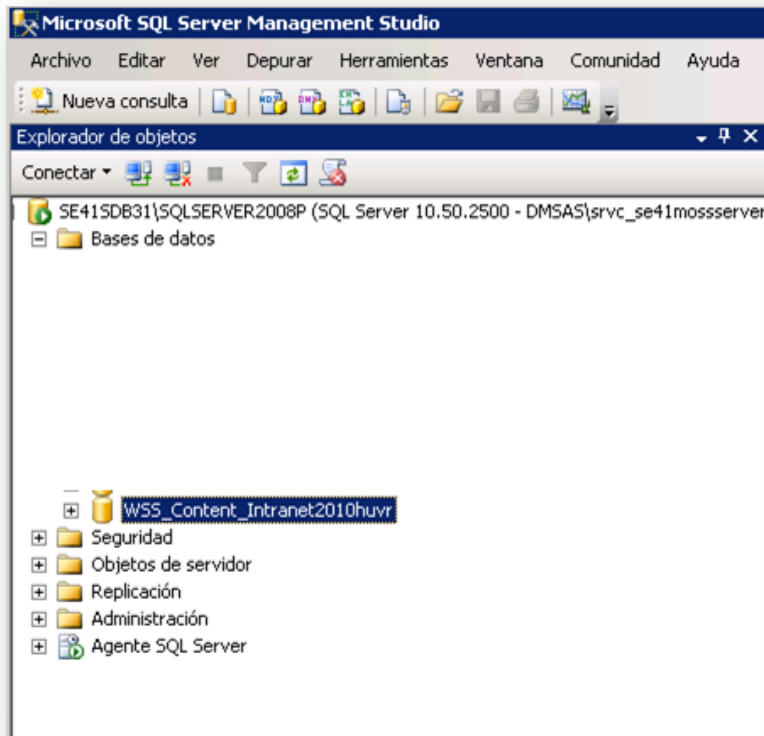 Microsoft SQL Server Management Studio
Archivo Editar Ver Depurar Herramientas Ventana Comunidad Ayuda
Nueva consulta
Explorador de objetos
Conectar
SE41SDB31\SQLSERVER2008P (SQL Server 10.50.2500 - DMSAS\srvc_se41mossserver
Bases de datos
WSS_Content_Intranet2010huvr
Seguridad
Objetos de servidor
Replicación
Administración
Agente SQL Server